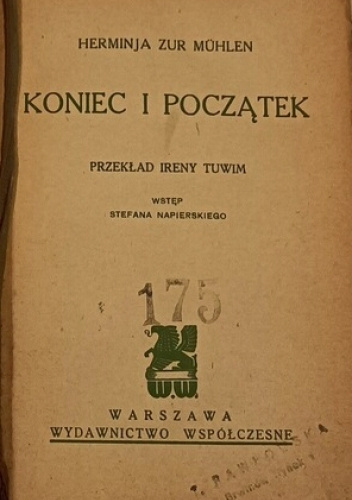 HERMINJA ZUR MÜHLEN
KONIEC I POCZĄTEK
PRZEKŁAD IRENY TUWIM
WSTĘP
STEFANA NAPIERSKIEGO
175
W.W.
WARSZAWA
WYDAWNICTWO WSPÓŁCZESNE